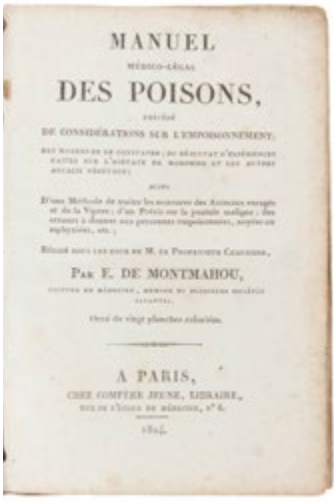 MANUEL
MÉDICO-LÉGAL
DES POISONS,
PRÉCÉDÉ
DE CONSIDÉRATIONS SUR L'EMPOISONNEMENT;
DES MOYENS DE LE CONSTATER; DU RÉSULTAT D'EXPÉRIENCES
FAITES SUR L'ACÉTATE DE MORPHINE ET LES AUTRES
ALCALIS VÉGÉTAUX;
SUIVI
D'une Méthode de traiter les morsures des Animaux enragés
et de la Vipère; d'un Précis sur la pustule maligne; des
secours à donner aux personnes empoisonnées, noyées ou
asphyxiées, etc.;
RÉDIGÉ SOUS LES YEUX DE M. LE PROFESSEUR CHAUSSIER,
PAR E. DE MONTMAHOU,
DOCTEUR EN MÉDECINE, MEMBRE DE PLUSIEURS SOCIÉTÉS
SAVANTES.
Orné de vingt planches coloriées.
A PARIS,
CHEZ COMPÈRE JEUNE, LIBRAIRE,
RUE DE L'ÉCOLE DE MÉDECINE, Nº 8.
1824.